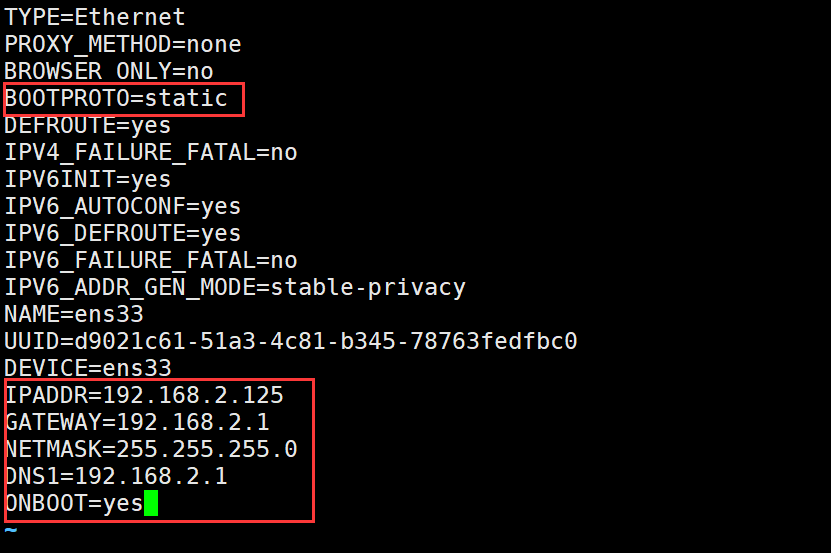 TYPE=Ethernet
PROXY_METHOD=none
BROWSER_ONLY=no
BOOTPROTO=static
DEFROUTE=yes
IPV4_FAILURE_FATAL=no
IPV6INIT=yes
IPV6_AUTOCONF=yes
IPV6_DEFROUTE=yes
IPV6_FAILURE_FATAL=no
IPV6_ADDR_GEN_MODE=stable-privacy
NAME=ens33
UUID=d9021c61-51a3-4c81-b345-78763fedfbc0
DEVICE=ens33
IPADDR=192.168.2.125
GATEWAY=192.168.2.1
NETMASK=255.255.255.0
DNS1=192.168.2.1
ONBOOT=yes
~